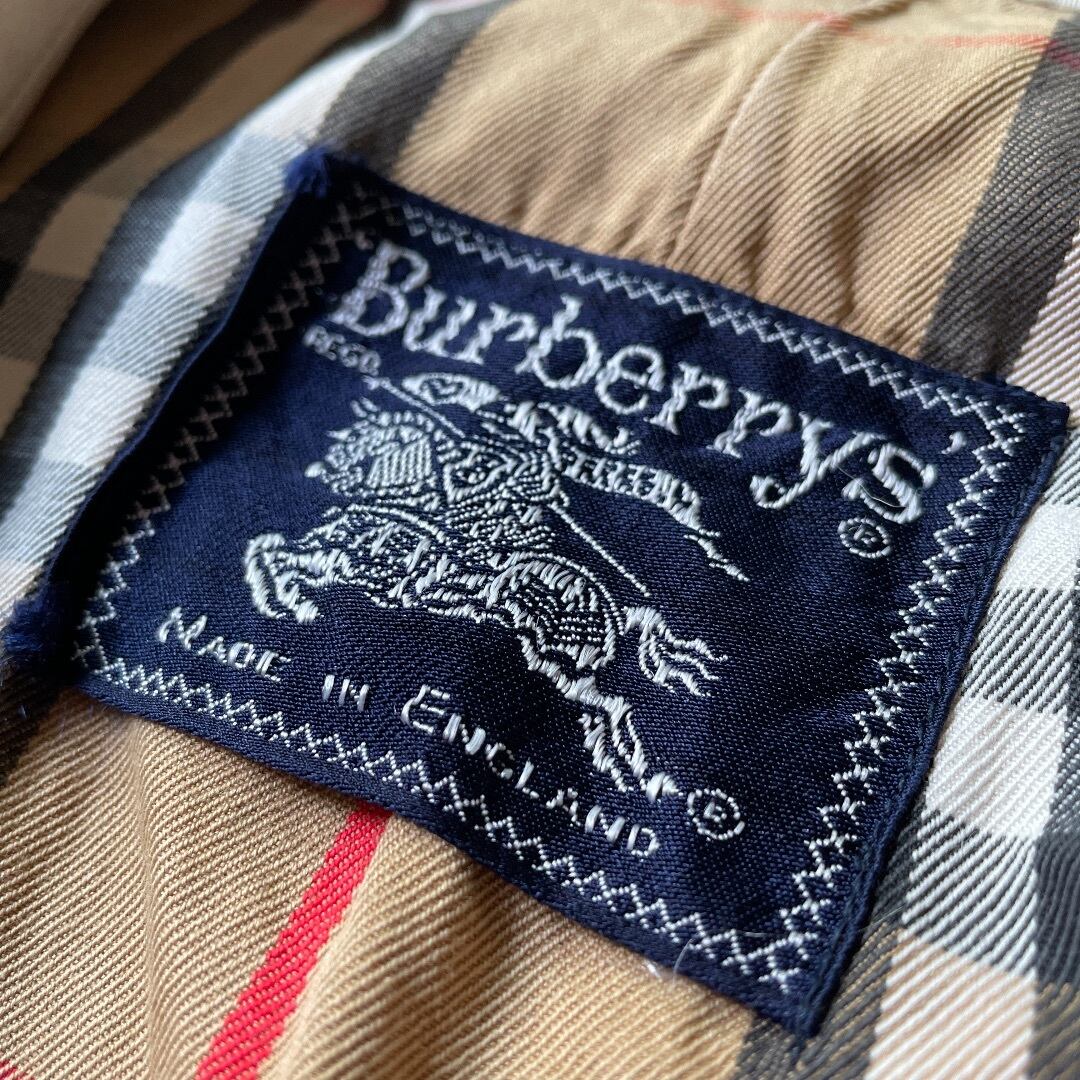 Burberrys'
REGD.
®
MADE IN ENGLAND
®